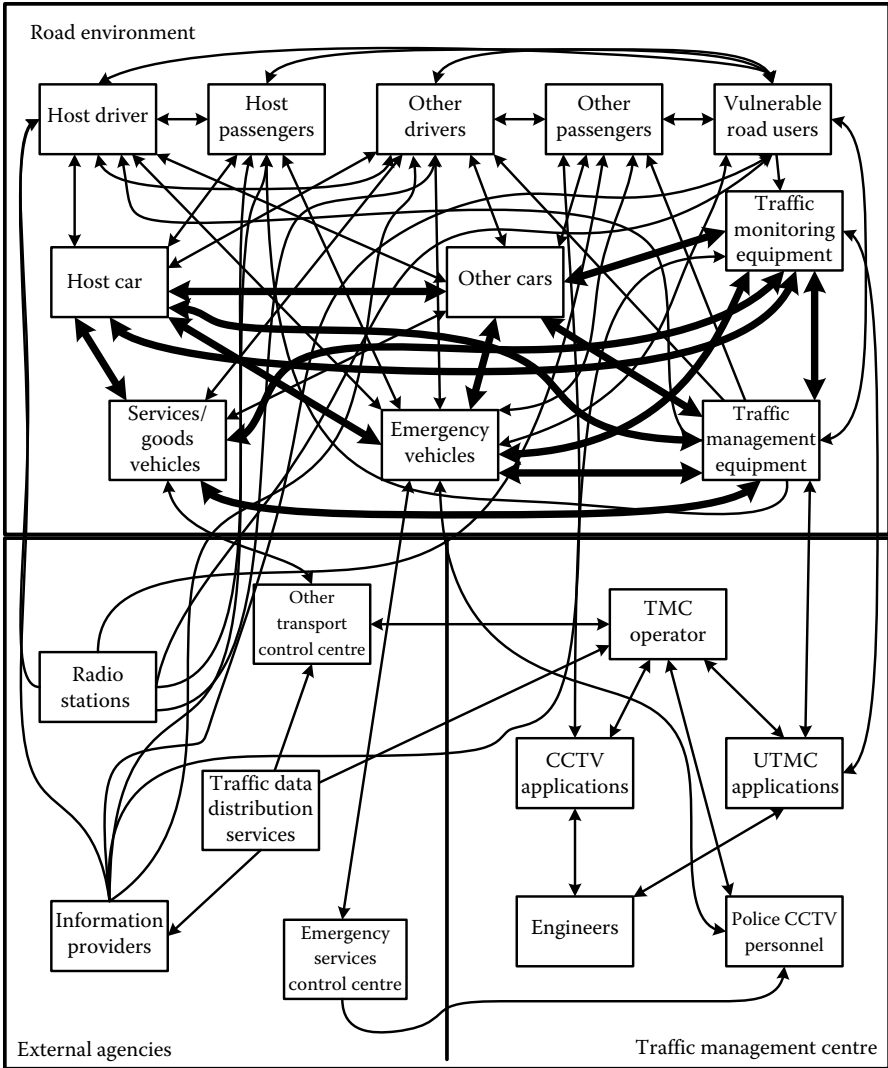 Road environment
Host driver
Host
passengers
Other
drivers
Other
passengers
Vulnerable
road users
Traffic
monitoring
equipment
Host car
Other cars
Services/
goods
vehicles
Emergency
vehicles
Traffic
management
equipment
Other
transport
control centre
TMC
operator
Radio
stations
CCTV
applications
UTMC
applications
Traffic data
distribution
services
Information
providers
Emergency
services
control centre
Engineers
Police CCTV
personnel
External agencies
Traffic management centre